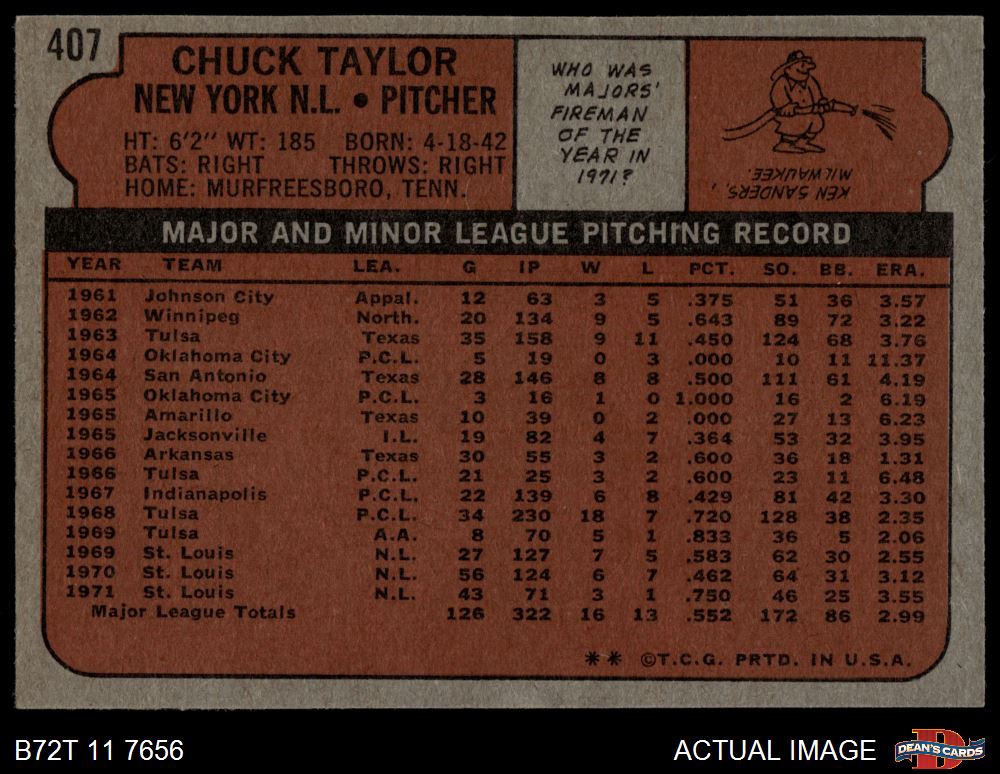 407
CHUCK TAYLOR
NEW YORK N.L. • PITCHER
HT: 6'2" WT: 185 BORN: 4-18-42
BATS: RIGHT THROWS: RIGHT
HOME: MURFREESBORO, TENN.
WHO WAS
MAJORS'
FIREMAN
OF THE
YEAR IN
1971?
KEN SANDERS,
MILWAUKEE.
MAJOR AND MINOR LEAGUE PITCHING RECORD
YEAR TEAM LEA. G IP W L PCT. SO. BB. ERA.
1961 Johnson City Appal. 12 63 3 5 .375 51 36 3.57
1962 Winnipeg North. 20 134 9 5 .643 89 72 3.22
1963 Tulsa Texas 35 158 9 11 .450 124 68 3.76
1964 Oklahoma City P.C.L. 5 19 0 3 .000 10 11 11.37
1964 San Antonio Texas 28 146 8 8 .500 111 61 4.19
1965 Oklahoma City P.C.L. 3 16 1 0 1.000 16 2 6.19
1965 Amarillo Texas 10 39 0 2 .000 27 13 6.23
1965 Jacksonville I.L. 19 82 4 7 .364 53 32 3.95
1966 Arkansas Texas 30 55 3 2 .600 36 18 1.31
1966 Tulsa P.C.L. 21 25 3 2 .600 23 11 6.48
1967 Indianapolis P.C.L. 22 139 6 8 .429 81 42 3.30
1968 Tulsa P.C.L. 34 230 18 7 .720 128 38 2.35
1969 Tulsa A.A. 8 70 5 1 .833 36 5 2.06
1969 St. Louis N.L. 27 127 7 5 .583 62 30 2.55
1970 St. Louis N.L. 56 124 6 7 .462 64 31 3.12
1971 St. Louis N.L. 43 71 3 1 .750 46 25 3.55
Major League Totals 126 322 16 13 .552 172 86 2.99
** ©T.C.G. PRTD. IN U.S.A.
B72T 11 7656
ACTUAL IMAGE
D
DEAN'S CARDS